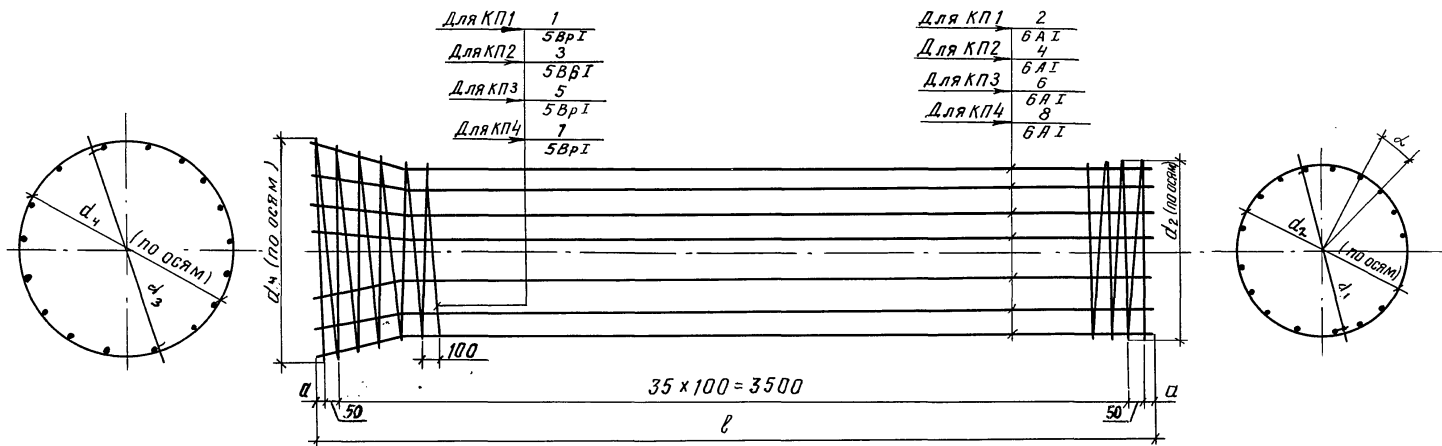 Для КП1 1
5ВрI
Для КП2 3
5ВβI
Для КП3 5
5ВрI
Для КП4 1
5ВрI
Для КП1 2
6АI
Для КП2 4
6АI
Для КП3 6
6АI
Для КП4 8
6АI
d4
(по осям)
d3
d4 (по осям)
100
d2 (по осям)
α
d2
(по осям)
d1
а
50
35 × 100 = 3500
50
а
ℓ